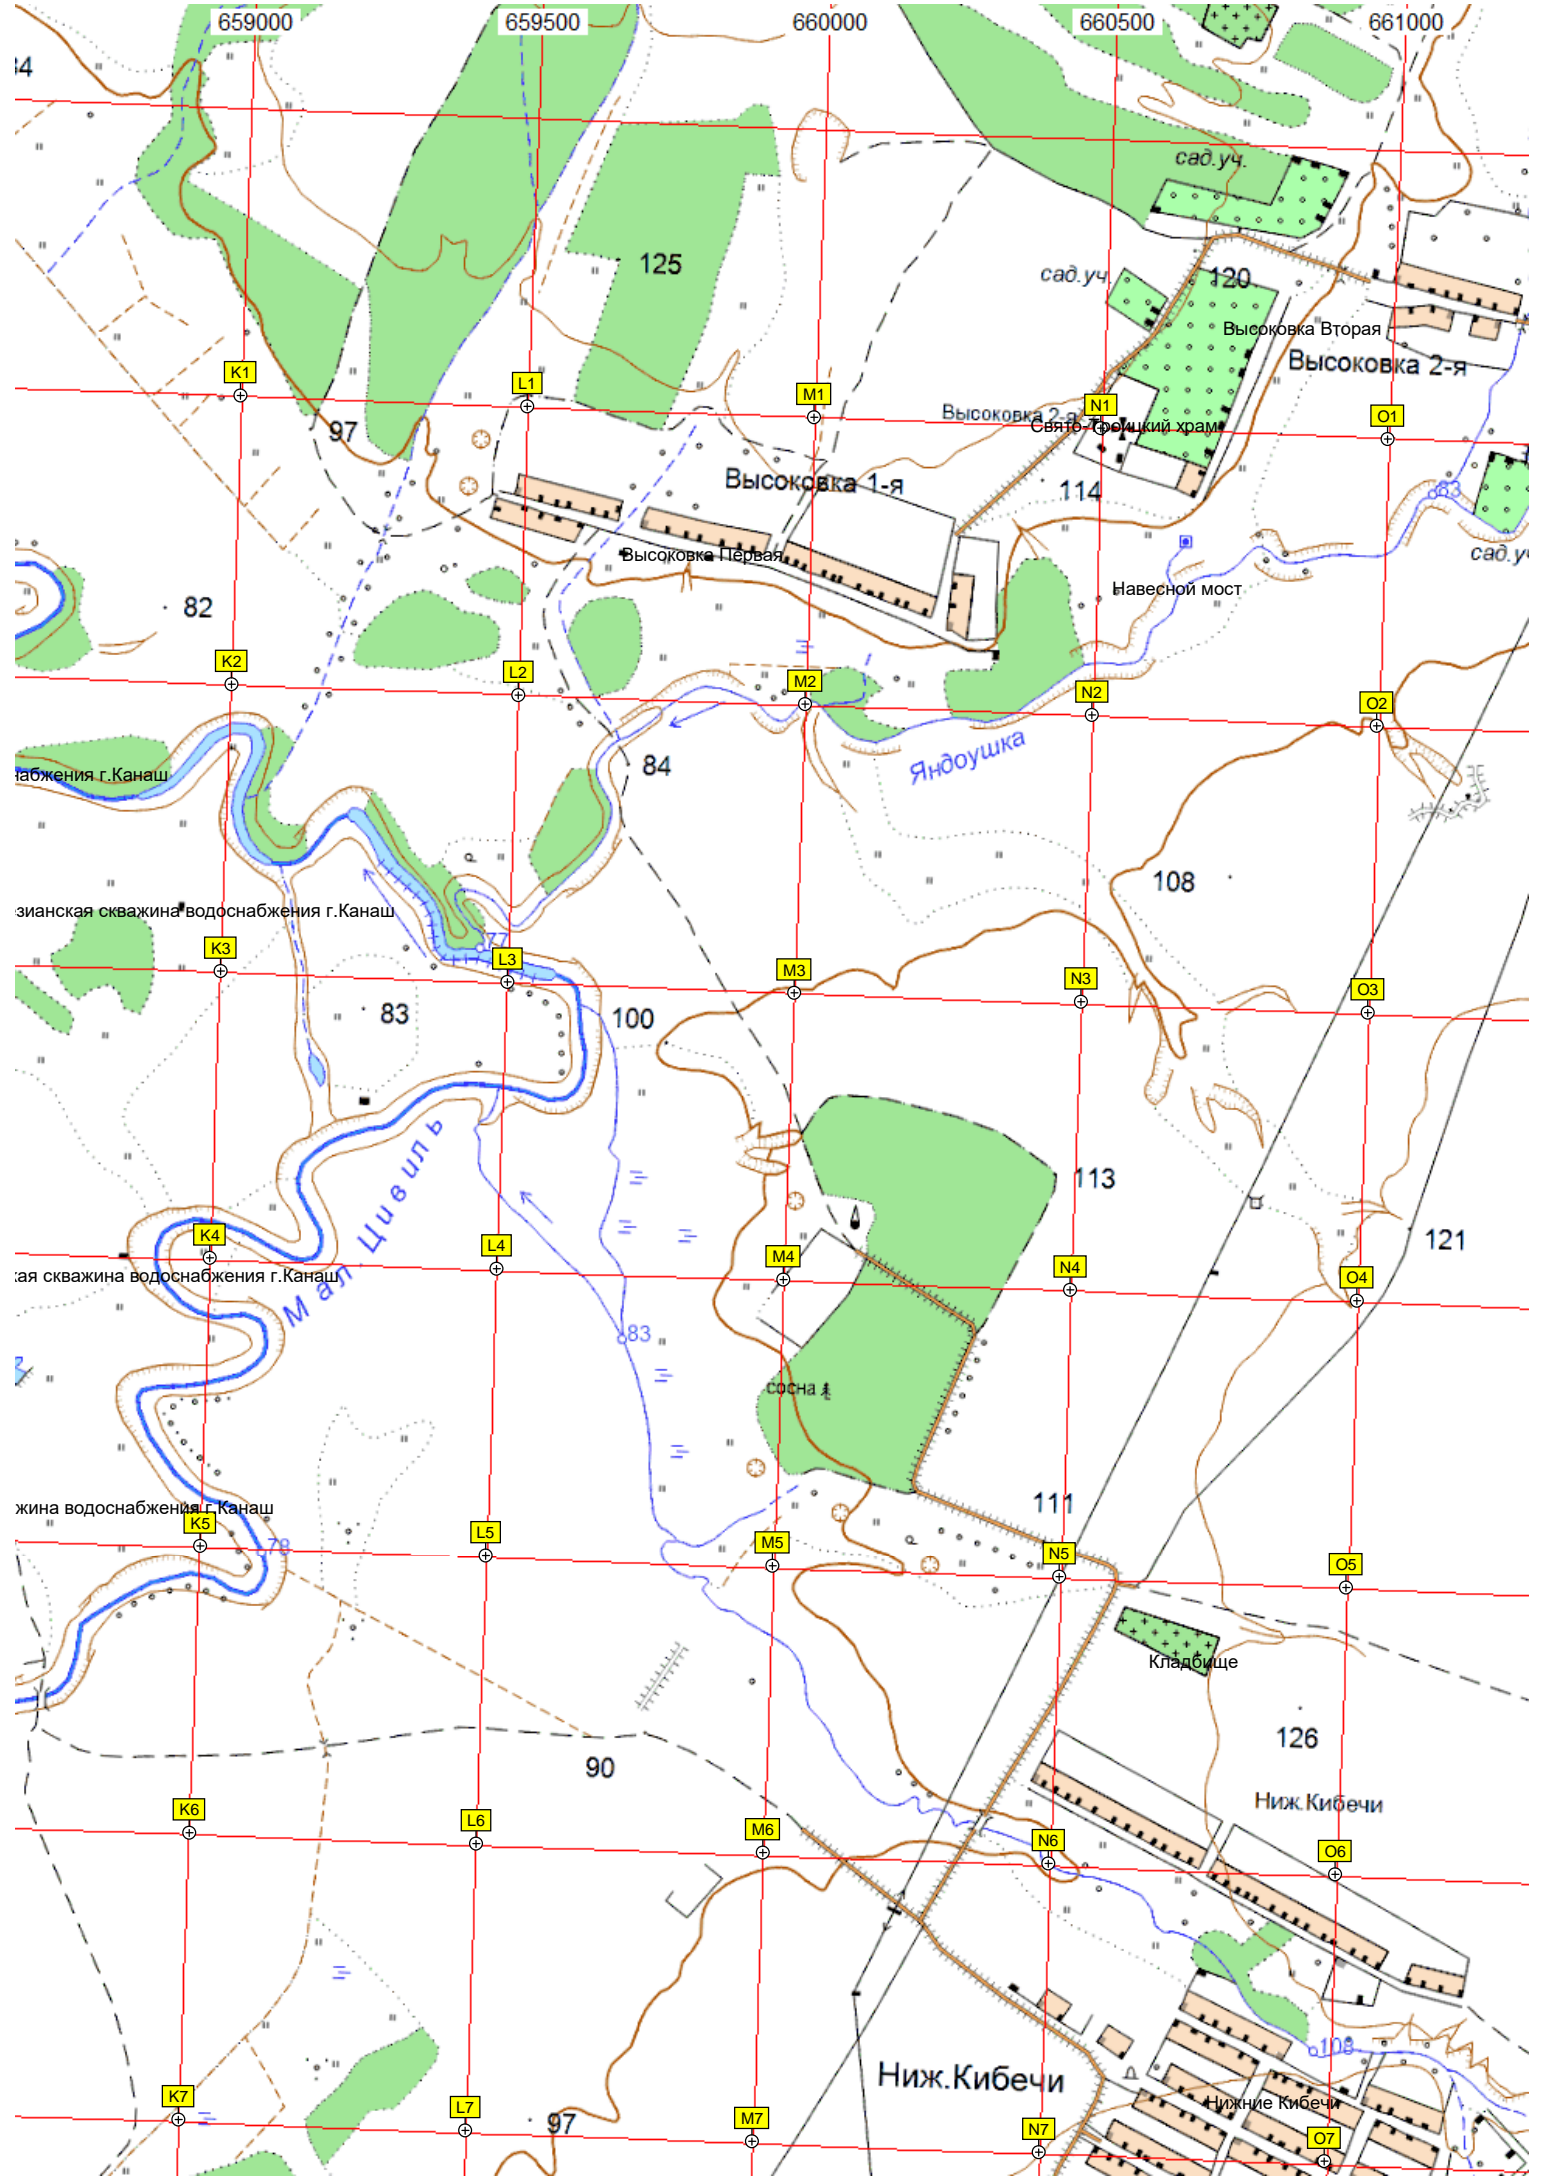 659000 659500 660000 660500 661000
34
сад.уч.
125
сад.уч
120
Высоковка Вторая
Высоковка 2-я
K1
L1
M1
N1
O1
Высоковка 2-я
Свято-Троицкий храм
97
Высоковка 1-я
114
83
Высоковка Первая
сад.уч
Навесной мост
82
K2
L2
M2
N2
O2
84
Яндоушка
набжения г.Канаш
108
зианская скважина водоснабжения г.Канаш
77
K3
L3
M3
N3
O3
83
100
Мал. Цивиль
113
121
K4
L4
M4
N4
O4
кая скважина водоснабжения г.Канаш
83
сосна
жина водоснабжения г.Канаш
111
K5
L5
M5
N5
O5
78
Кладбище
126
90
Ниж.Кибечи
K6
L6
M6
N6
O6
108
Ниж.Кибечи
Нижние Кибечи
K7
L7
97
M7
N7
O7